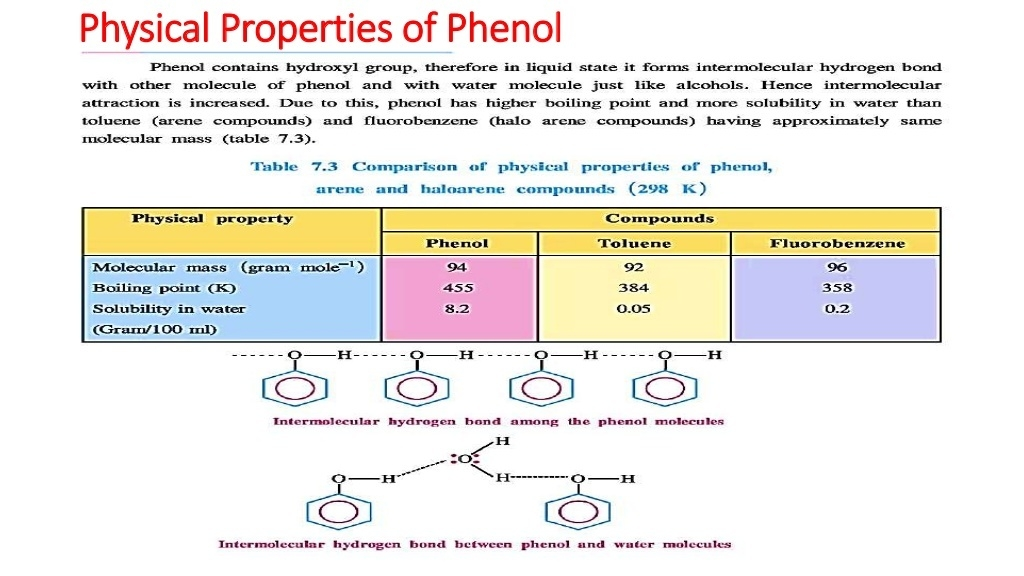 Physical Properties of Phenol
Phenol contains hydroxyl group, therefore in liquid state it forms intermolecular hydrogen bond
with other molecule of phenol and with water molecule just like alcohols. Hence intermolecular
attraction is increased. Due to this, phenol has higher boiling point and more solubility in water than
toluene (arene compounds) and fluorobenzene (halo arene compounds) having approximately same
molecular mass (table 7.3).
Table 7.3 Comparison of physical properties of phenol,
arene and haloarene compounds (298 K)
Physical property Compounds
Phenol Toluene Fluorobenzene
Molecular mass (gram mole⁻¹) 94 92 96
Boiling point (K) 455 384 358
Solubility in water 8.2 0.05 0.2
(Gram/100 ml)
O H O H O H O H
Intermolecular hydrogen bond among the phenol molecules
H
:O:
O H H O H
Intermolecular hydrogen bond between phenol and water molecules